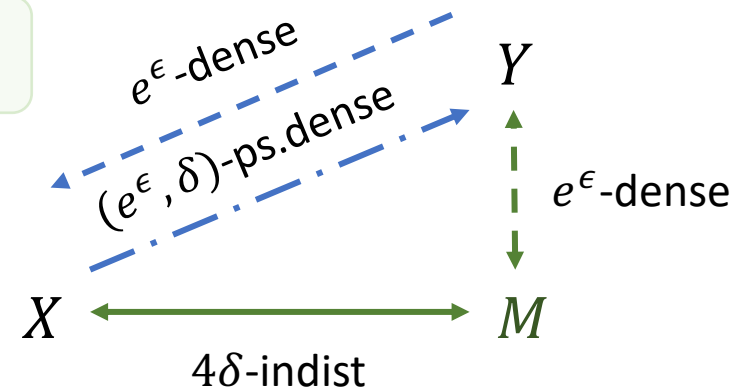 e^ϵ-dense
Y
(e^ϵ, δ)-ps.dense
e^ϵ-dense
X
M
4δ-indist